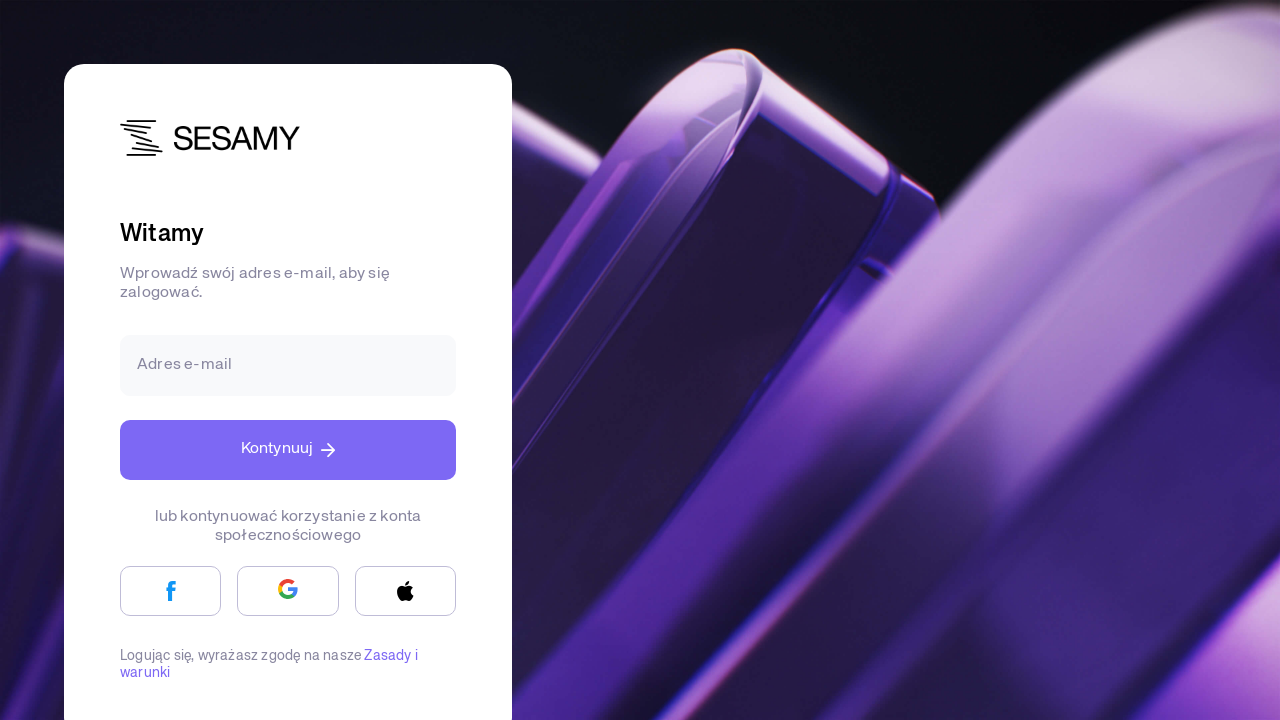 SESAMY
Witamy
Wprowadź swój adres e-mail, aby się
zalogować.
Adres e-mail
Kontynuuj
lub kontynuować korzystanie z konta
społecznościowego
Logując się, wyrażasz zgodę na nasze Zasady i
warunki